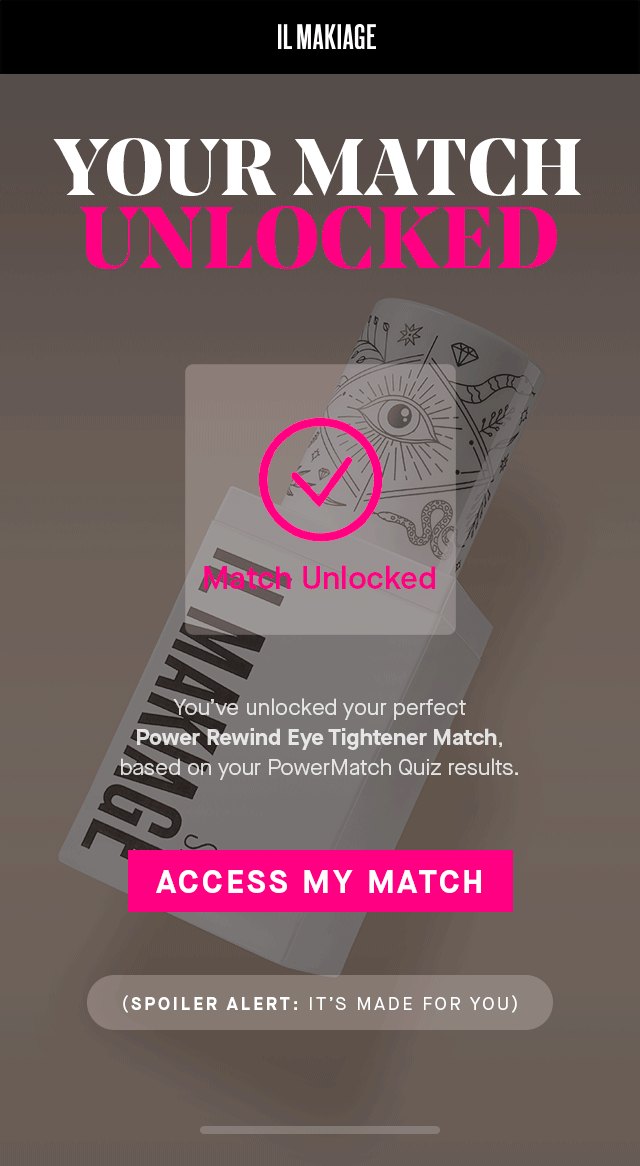 IL MAKIAGE
YOUR MATCH
UNLOCKED
Match Unlocked
IL MAKIAGE
You've unlocked your perfect
Power Rewind Eye Tightener Match,
based on your PowerMatch Quiz results.
ACCESS MY MATCH
(SPOILER ALERT: IT'S MADE FOR YOU)